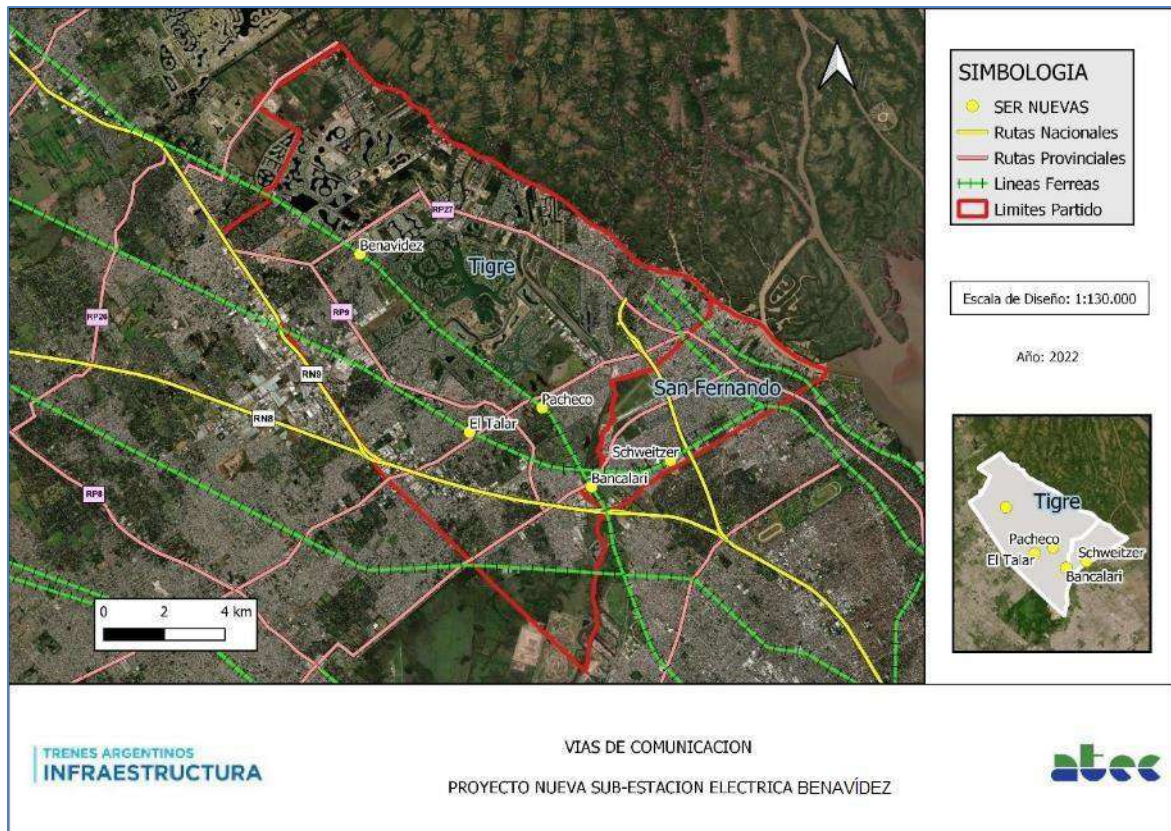 RP27
Benavídez
Tigre
RP9
RP26
RN9
San Fernando
Pacheco
RN8
El Talar
Schweitzer
Bancalari
RP8
0 2 4 km
SIMBOLOGIA
SER NUEVAS
Rutas Nacionales
Rutas Provinciales
Lineas Ferreas
Limites Partido
Escala de Diseño: 1:130.000
Año: 2022
Tigre
Pacheco
El Talar
Schweitzer
Bancalari
TRENES ARGENTINOS
INFRAESTRUCTURA
VIAS DE COMUNICACION
PROYECTO NUEVA SUB-ESTACION ELECTRICA BENAVÍDEZ
atec